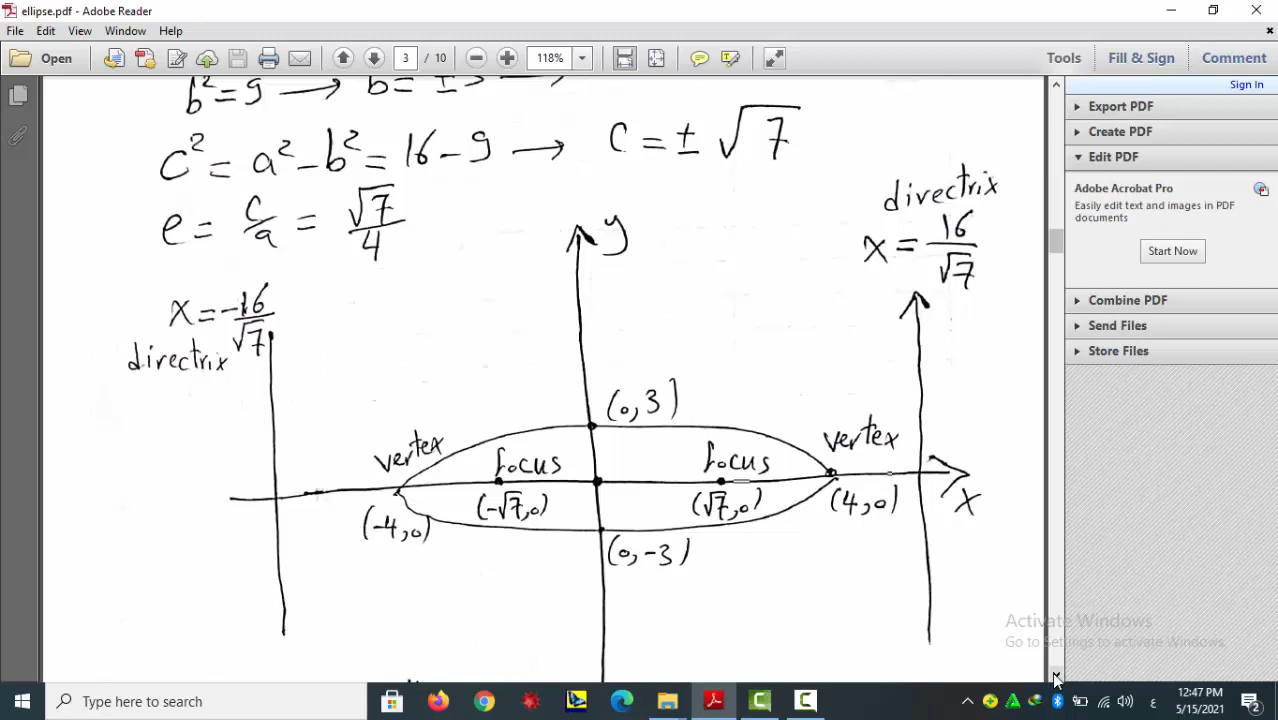 ellipse.pdf - Adobe Reader
File Edit View Window Help
Open 3 / 10 118% Tools Fill & Sign Comment
Sign In
Export PDF
Create PDF
Edit PDF
Adobe Acrobat Pro
Easily edit text and images in PDF
documents
Start Now
Combine PDF
Send Files
Store Files
b² = 9 → b = ±3 →
c² = a² - b² = 16 - 9 → c = ± √7
e = c/a = √7/4
directrix
x = 16/√7
y
x = -16/√7
directrix
(0, 3)
vertex
focus
focus
vertex
(-4, 0)
(-√7, 0)
(√7, 0)
(4, 0)
x
(0, -3)
Activate Windows
Go to Settings to activate Windows.
Type here to search
ع
12:47 PM
5/15/2021
2